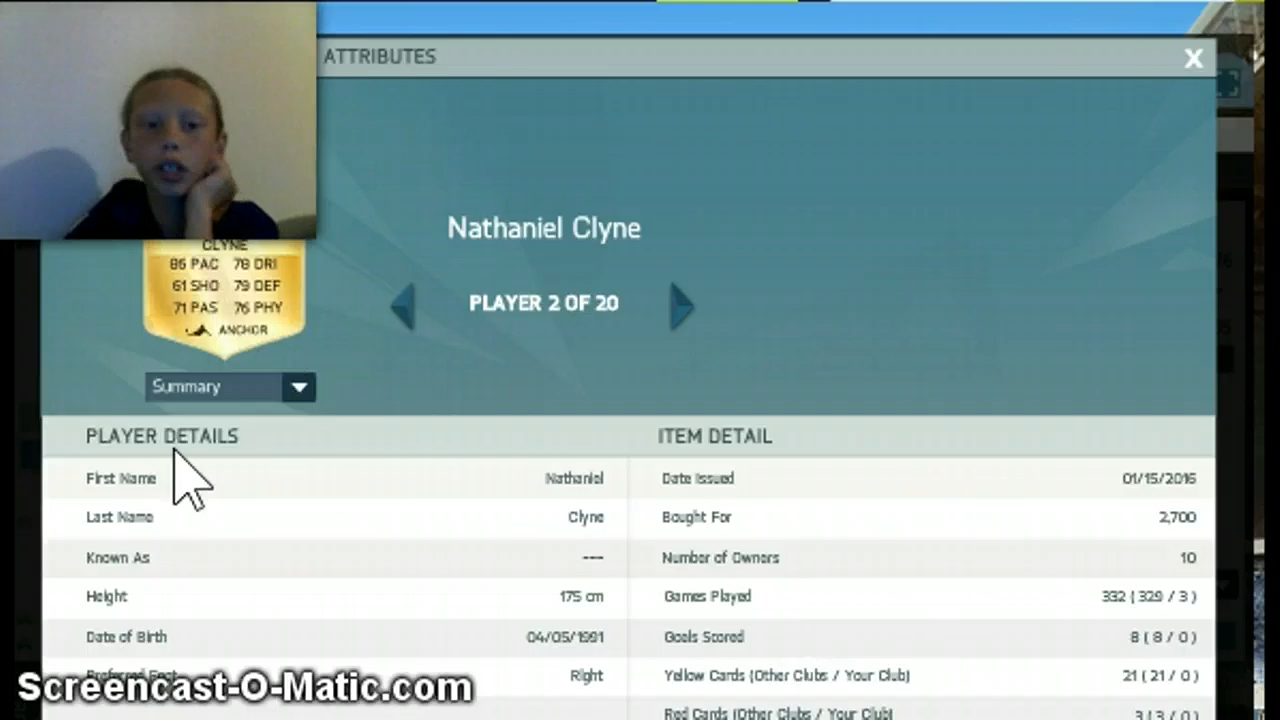 ATTRIBUTES
X
Nathaniel Clyne
CLYNE
86 PAC 78 DRI
61 SHO 79 DEF
71 PAS 76 PHY
ANCHOR
PLAYER 2 OF 20
Summary
PLAYER DETAILS
ITEM DETAIL
First Name Nathaniel
Date Issued 01/15/2016
Last Name Clyne
Bought For 2,700
Known As ---
Number of Owners 10
Height 175 cm
Games Played 332 ( 329 / 3 )
Date of Birth 04/05/1991
Goals Scored 8 ( 8 / 0 )
Preferred Foot Right
Yellow Cards (Other Clubs / Your Club) 21 ( 21 / 0 )
Red Cards (Other Clubs / Your Club) 3 ( 3 / 0 )
Screencast-O-Matic.com